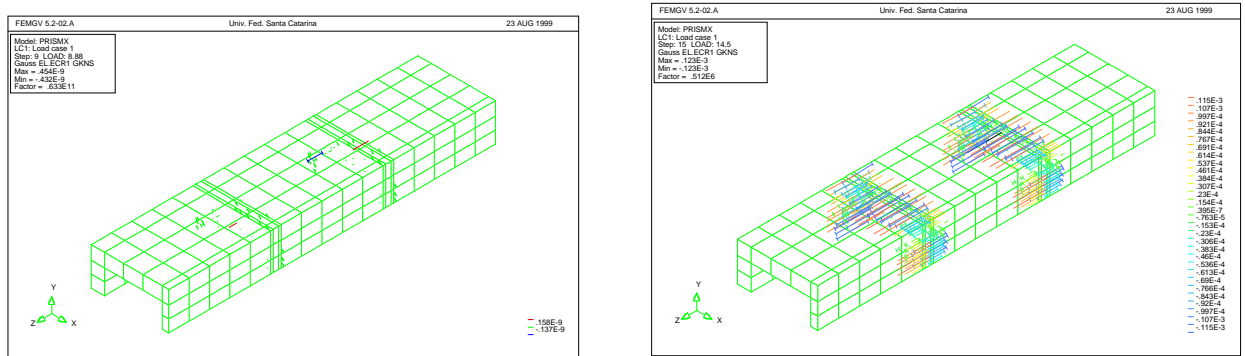 FEMGV 5.2-02.A
Univ. Fed. Santa Catarina
23 AUG 1999
Model: PRISMX
LC1: Load case 1
Step: 9 LOAD: 8.88
Gauss EL.ECR1 GKNS
Max = .454E-9
Min = -.432E-9
Factor = .633E11
Y
Z
X
.158E-9
-.137E-9
FEMGV 5.2-02.A
Univ. Fed. Santa Catarina
23 AUG 1999
Model: PRISMX
LC1: Load case 1
Step: 15 LOAD: 14.5
Gauss EL.ECR1 GKNS
Max = .123E-3
Min = -.123E-3
Factor = .512E6
.115E-3
.107E-3
.997E-4
.921E-4
.844E-4
.767E-4
.691E-4
.614E-4
.537E-4
.461E-4
.384E-4
.307E-4
.23E-4
.154E-4
.395E-7
-.763E-5
-.153E-4
-.23E-4
-.306E-4
-.383E-4
-.46E-4
-.536E-4
-.613E-4
-.69E-4
-.766E-4
-.843E-4
-.92E-4
-.997E-4
-.107E-3
-.115E-3
Y
Z
X